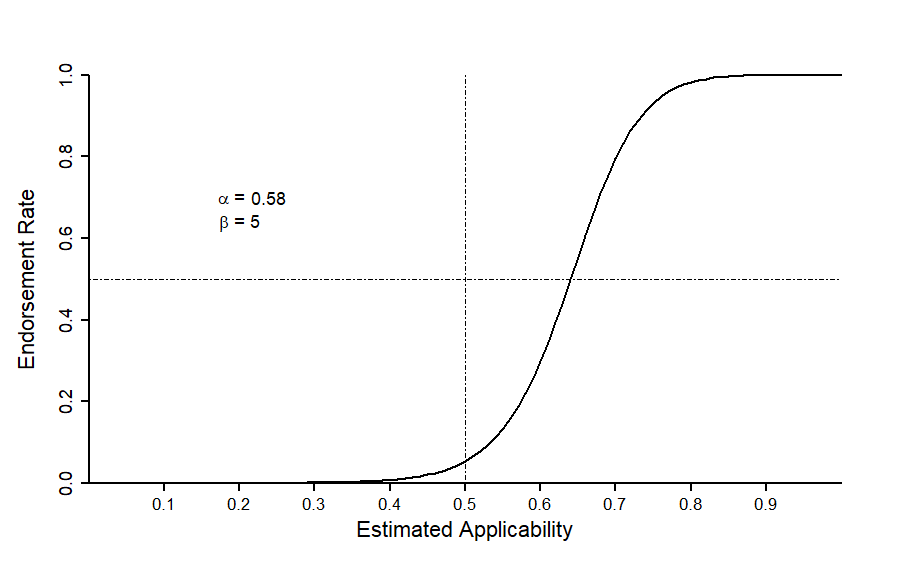 1.0
0.8
0.6
0.4
0.2
0.0
Endorsement Rate
α = 0.58
β = 5
0.1 0.2 0.3 0.4 0.5 0.6 0.7 0.8 0.9
Estimated Applicability